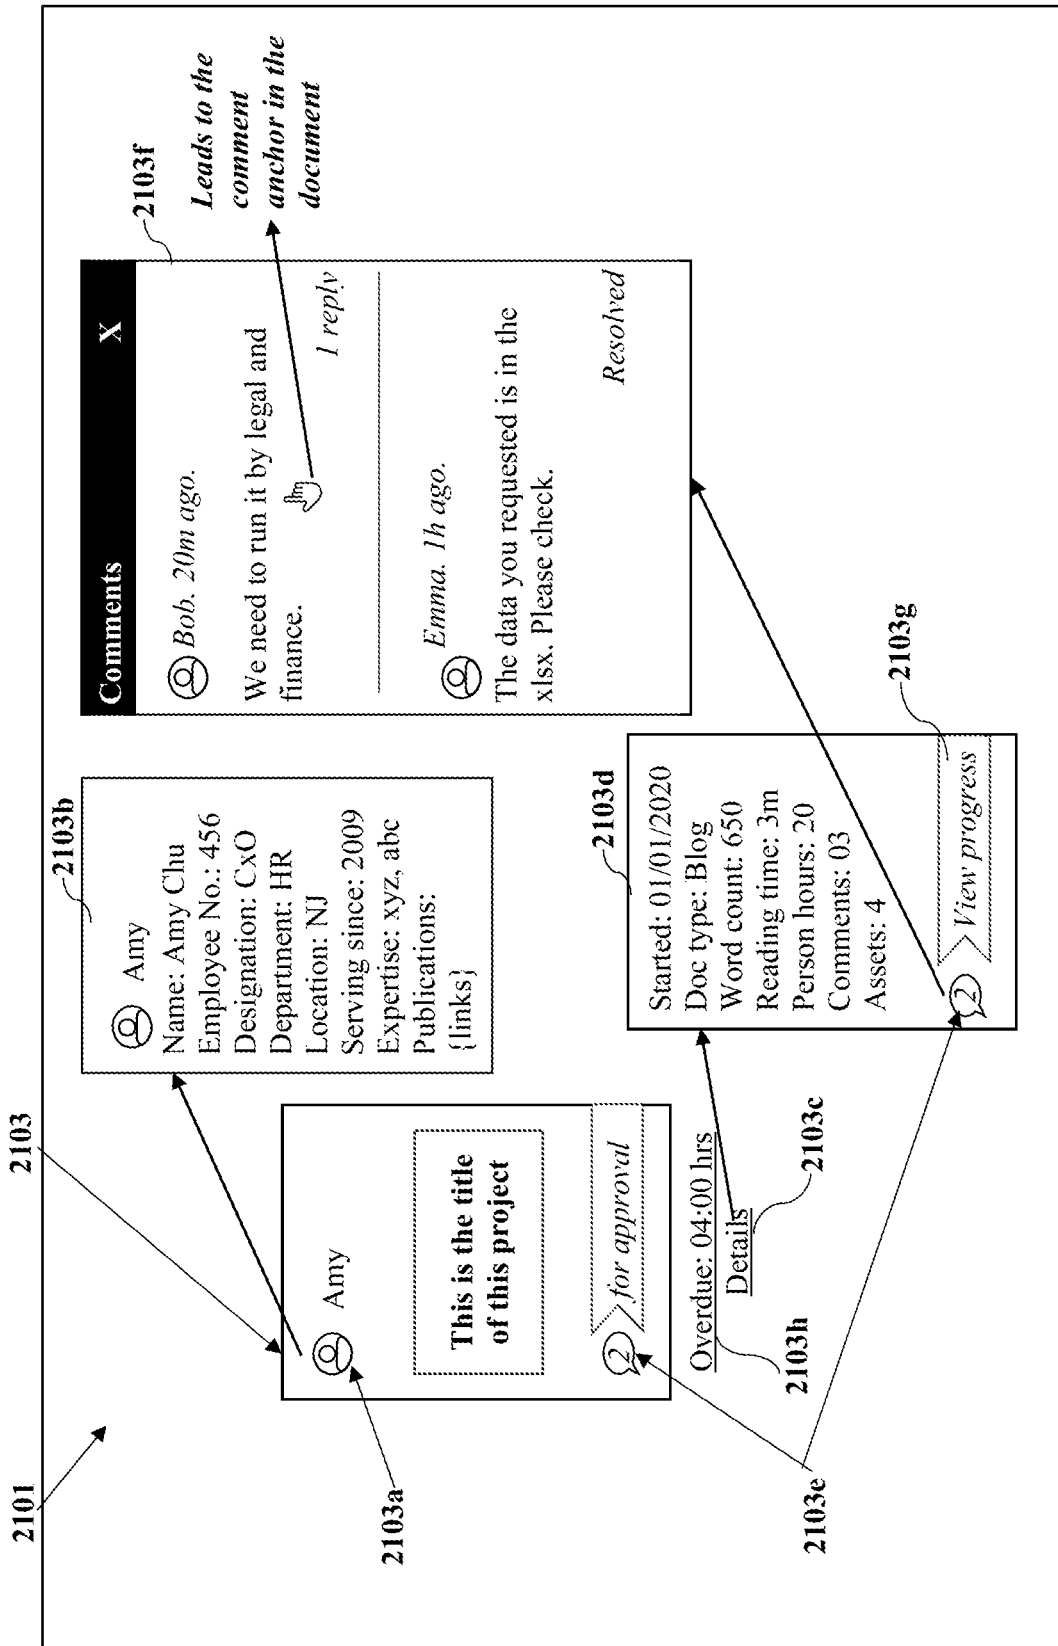 2101
2103
2103a
Amy
This is the title
of this project
2
for approval
Overdue: 04:00 hrs
Details
2103h
2103c
2103e
2103b
Amy
Name: Amy Chu
Employee No.: 456
Designation: CxO
Department: HR
Location: NJ
Serving since: 2009
Expertise: xyz, abc
Publications:
{links}
2103d
Started: 01/01/2020
Doc type: Blog
Word count: 650
Reading time: 3m
Person hours: 20
Comments: 03
Assets: 4
2
View progress
2103g
Comments X
Bob. 20m ago.
We need to run it by legal and
finance.
1 reply
Emma. 1h ago.
The data you requested is in the
xlsx. Please check.
Resolved
2103f
Leads to the
comment
anchor in the
document